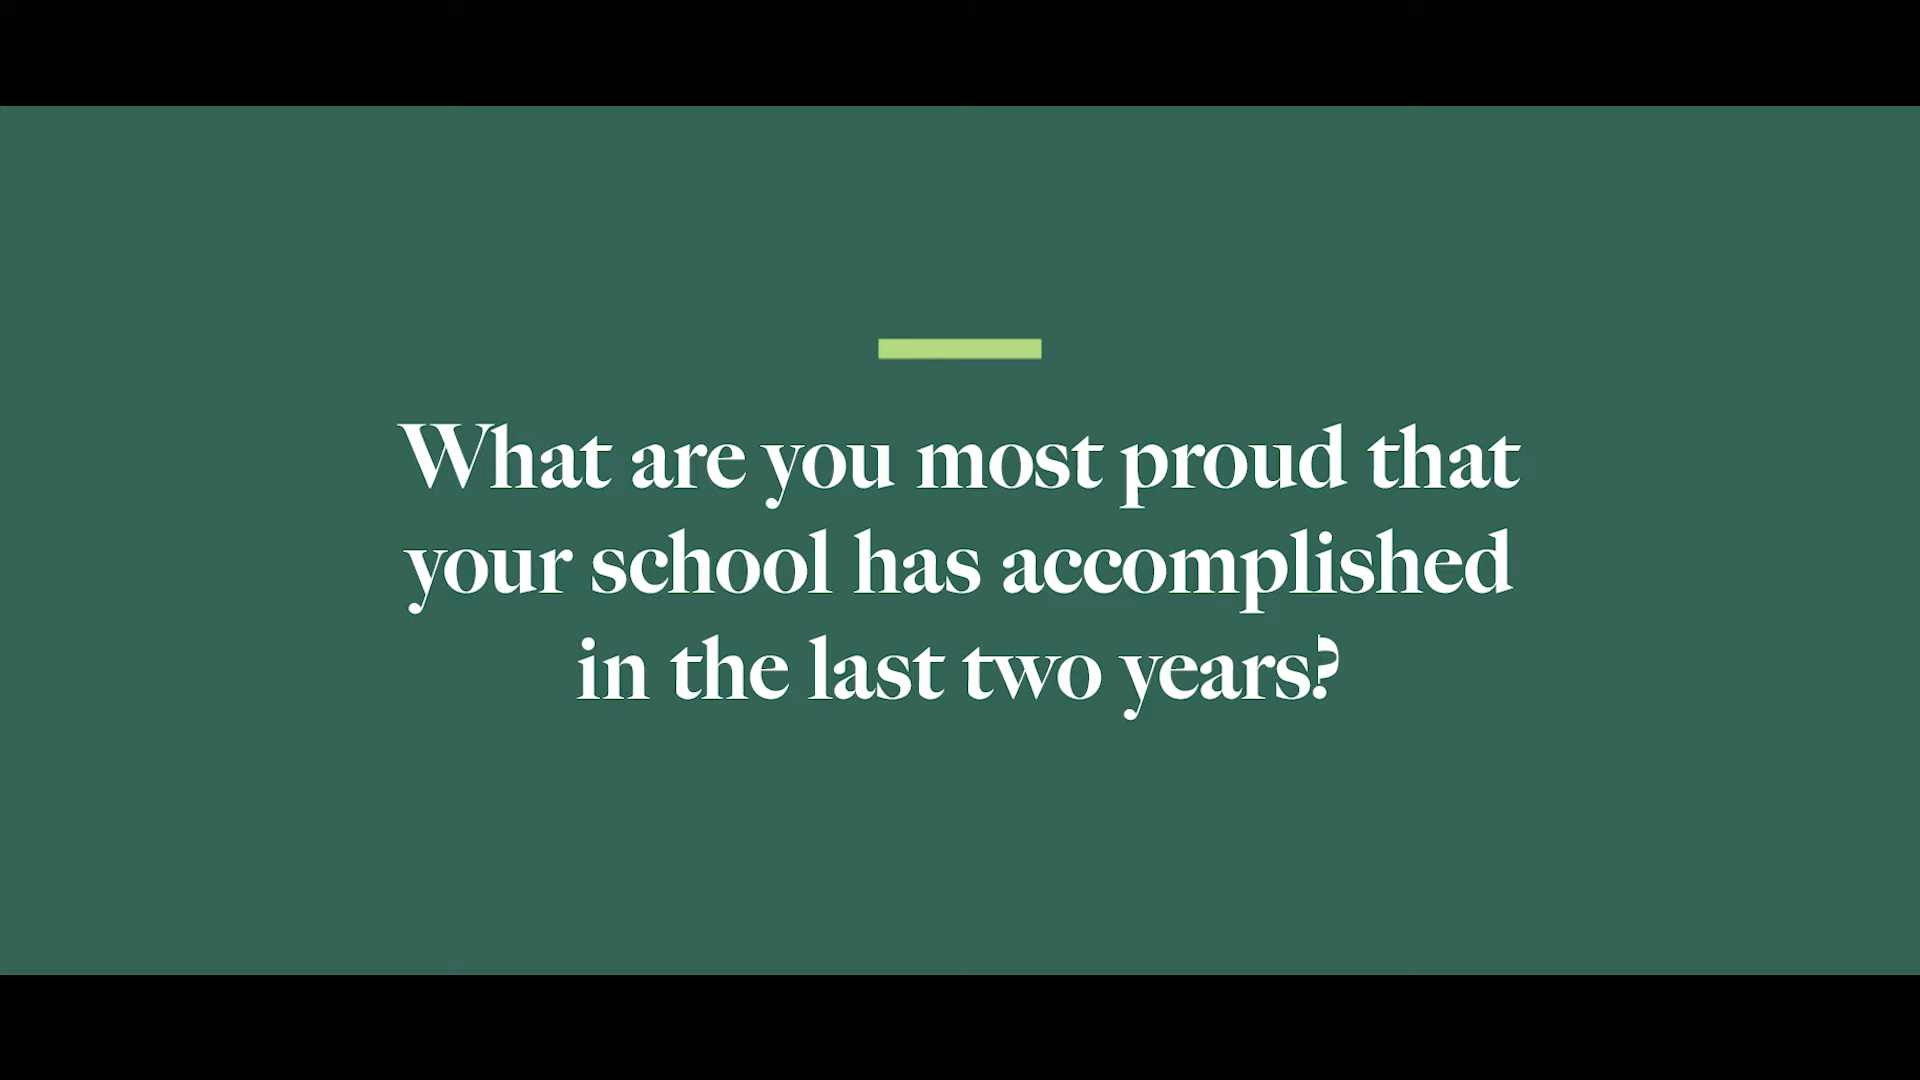 What are you most proud that
your school has accomplished
in the last two years?